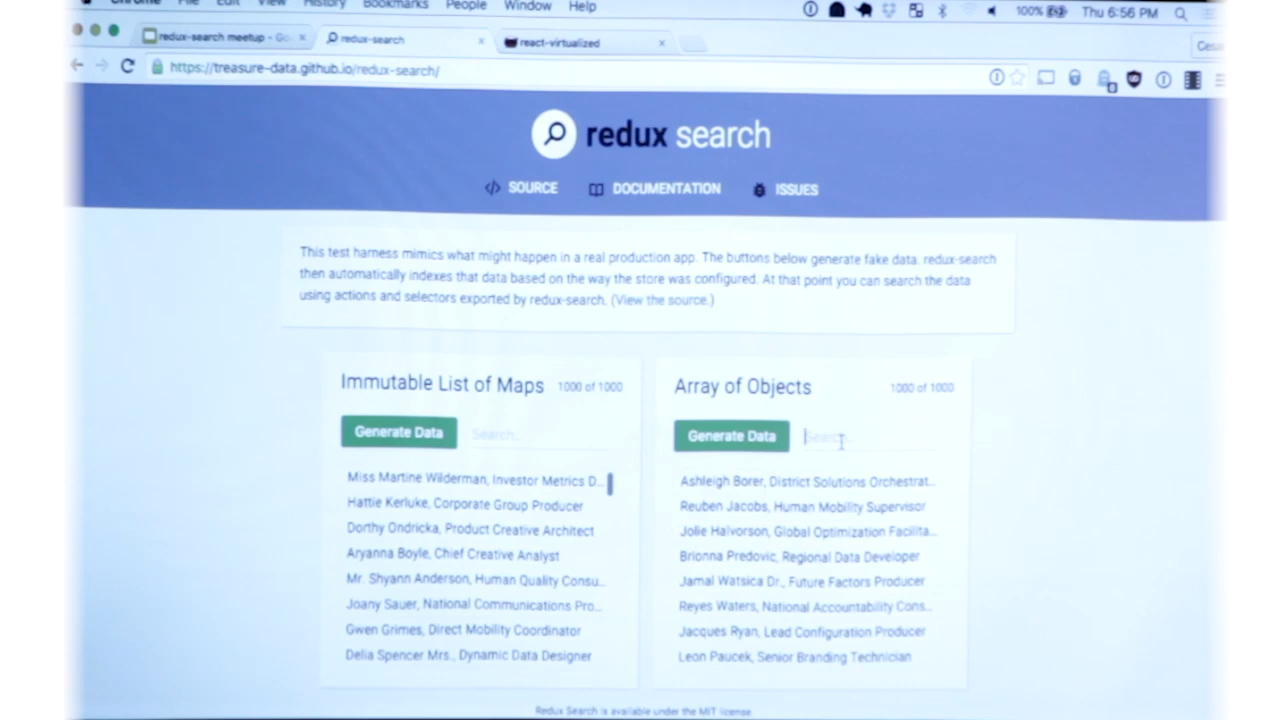 Chrome File Edit View History Bookmarks People Window Help 100% Thu 6:56 PM
redux-search meetup - Go redux-search react-virtualized
https://treasure-data.github.io/redux-search/
redux search
</> SOURCE DOCUMENTATION ISSUES
This test harness mimics what might happen in a real production app. The buttons below generate fake data. redux-search
then automatically indexes that data based on the way the store was configured. At that point you can search the data
using actions and selectors exported by redux-search. (View the source.)
Immutable List of Maps 1000 of 1000
Generate Data Search...
Miss Martine Wilderman, Investor Metrics D...
Hattie Kerluke, Corporate Group Producer
Dorthy Ondricka, Product Creative Architect
Aryanna Boyle, Chief Creative Analyst
Mr. Shyann Anderson, Human Quality Consu...
Joany Sauer, National Communications Pro...
Gwen Grimes, Direct Mobility Coordinator
Delia Spencer Mrs., Dynamic Data Designer
Array of Objects 1000 of 1000
Generate Data Search...
Ashleigh Borer, District Solutions Orchestrat...
Reuben Jacobs, Human Mobility Supervisor
Jolie Halvorson, Global Optimization Facilita...
Brionna Predovic, Regional Data Developer
Jamal Watsica Dr., Future Factors Producer
Reyes Waters, National Accountability Cons...
Jacques Ryan, Lead Configuration Producer
Leon Paucek, Senior Branding Technician
Redux Search is available under the MIT license